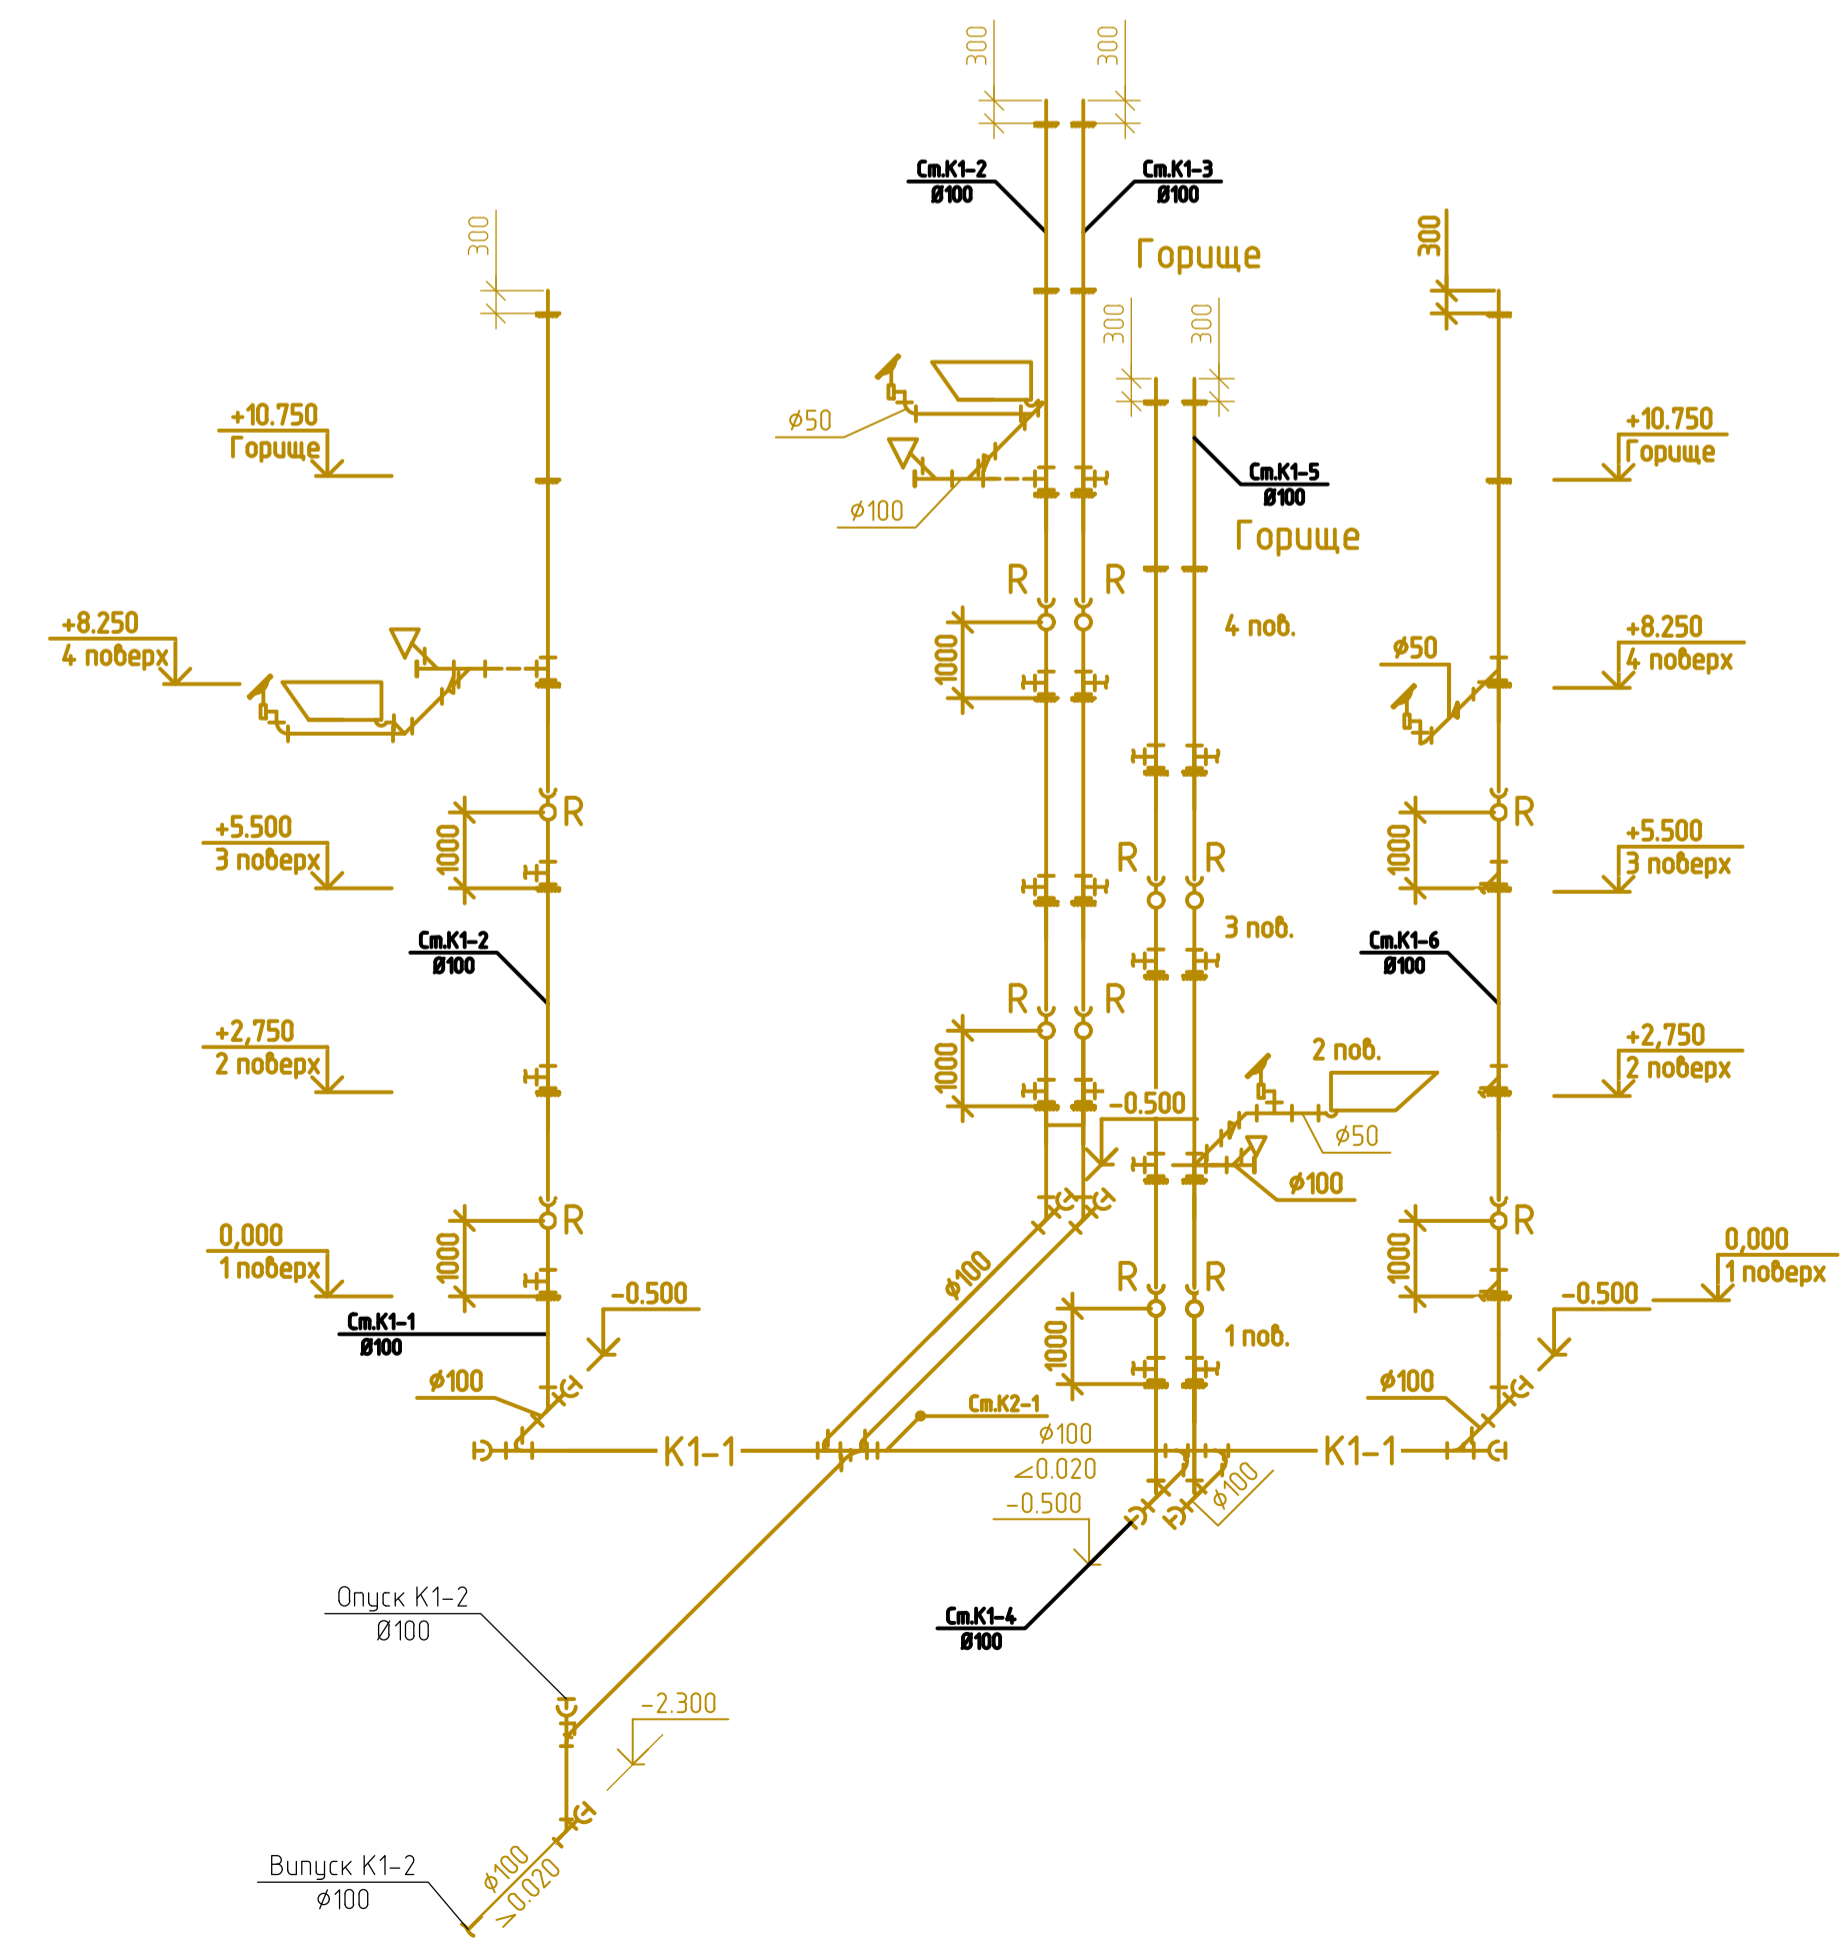 300
300
Ст.К1-2
Ø100
Ст.К1-3
Ø100
Горище
300
300
300
300
+10.750
Горище
ø50
ø100
Ст.К1-5
Ø100
+10.750
Горище
Горище
R
R
4 пов.
1000
+8.250
4 поверх
ø50
+8.250
4 поверх
R
1000
+5.500
3 поверх
R
R
R
1000
+5.500
3 поверх
3 пов.
Ст.К1-2
Ø100
Ст.К1-6
Ø100
R
R
1000
+2,750
2 поверх
2 пов.
+2,750
2 поверх
-0.500
ø50
ø100
R
1000
0,000
1 поверх
ø100
R
R
1000
1 пов.
R
1000
0,000
1 поверх
-0.500
-0.500
Ст.К1-1
Ø100
ø100
ø100
Ст.К2-1
К1-1
ø100
<0.020
К1-1
-0.500
ø100
Ст.К1-4
Ø100
Опуск К1-2
Ø100
-2.300
Випуск К1-2
ø100
ø100
>0.020